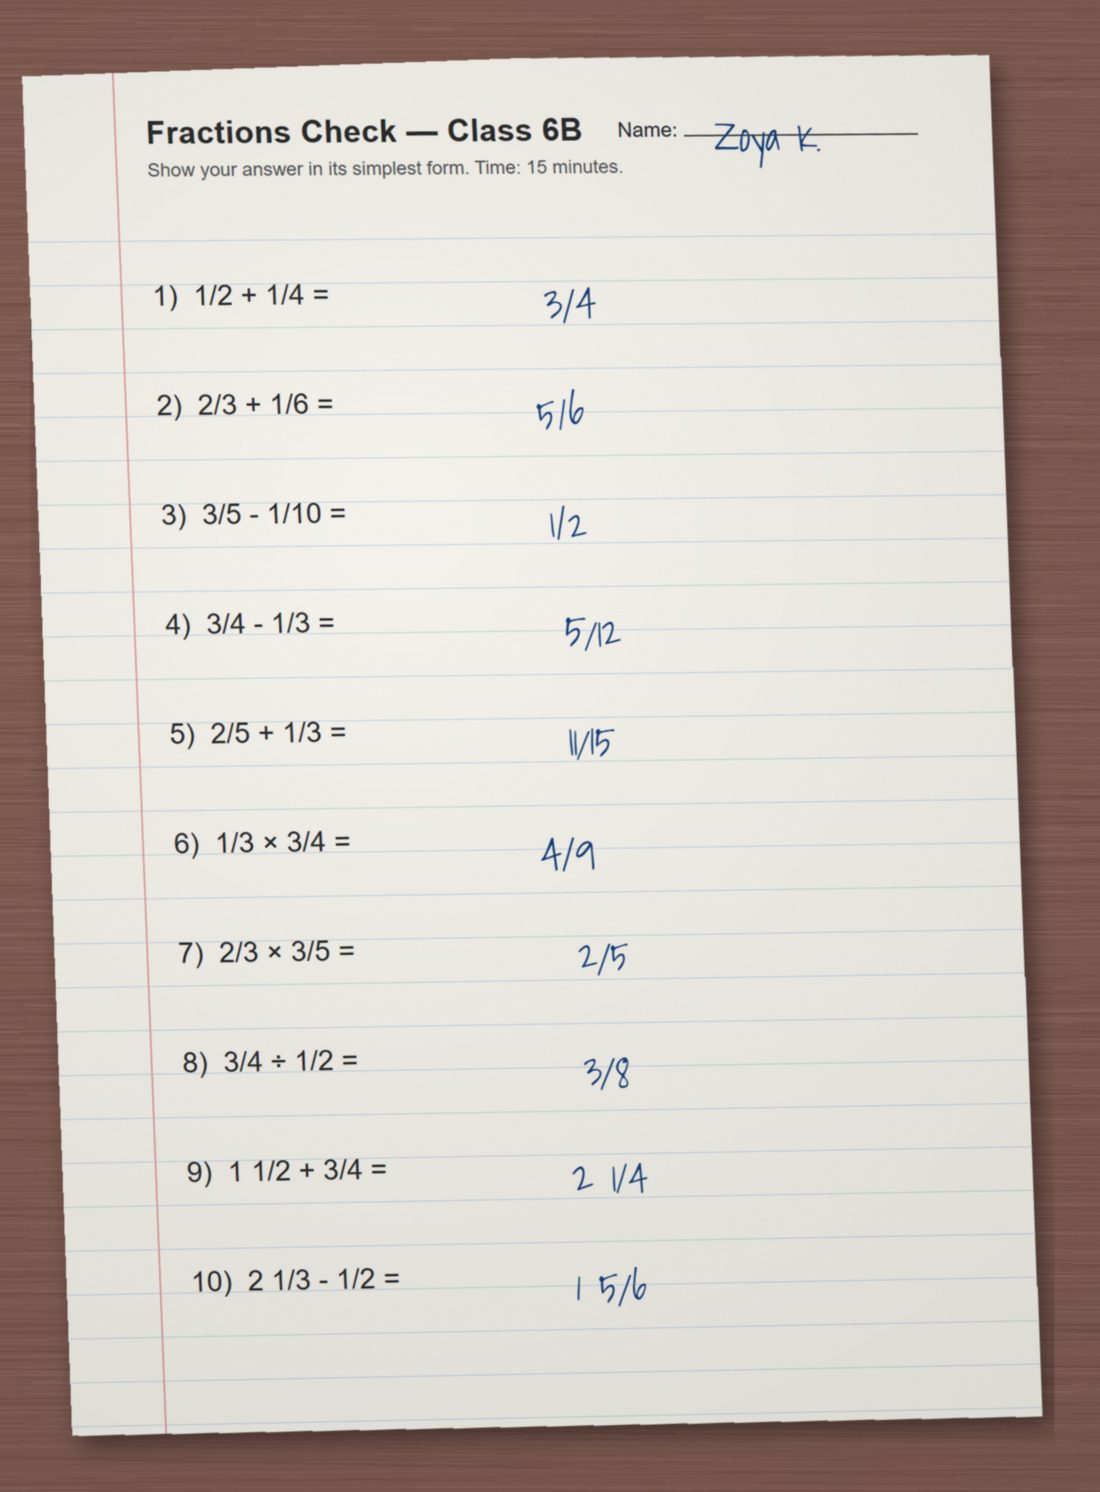 Fractions Check — Class 6B Name: Zoya K.
Show your answer in its simplest form. Time: 15 minutes.
1) 1/2 + 1/4 = 3/4
2) 2/3 + 1/6 = 5/6
3) 3/5 - 1/10 = 1/2
4) 3/4 - 1/3 = 5/12
5) 2/5 + 1/3 = 11/15
6) 1/3 × 3/4 = 4/9
7) 2/3 × 3/5 = 2/5
8) 3/4 ÷ 1/2 = 3/8
9) 1 1/2 + 3/4 = 2 1/4
10) 2 1/3 - 1/2 = 1 5/6